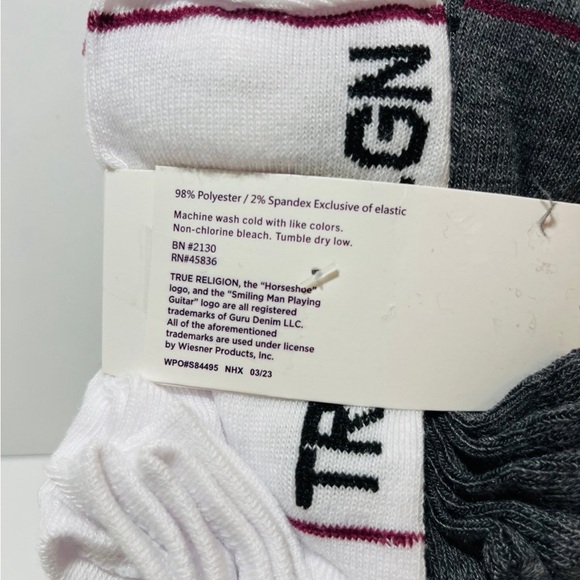 98% Polyester / 2% Spandex Exclusive of elastic
Machine wash cold with like colors.
Non-chlorine bleach. Tumble dry low.
BN #2130
RN#45836
TRUE RELIGION, the "Horseshoe"
logo, and the "Smiling Man Playing
Guitar" logo are all registered
trademarks of Guru Denim LLC.
All of the aforementioned
trademarks are used under license
by Wiesner Products, Inc.
WPO#S84495 NHX 03/23
TR
GN